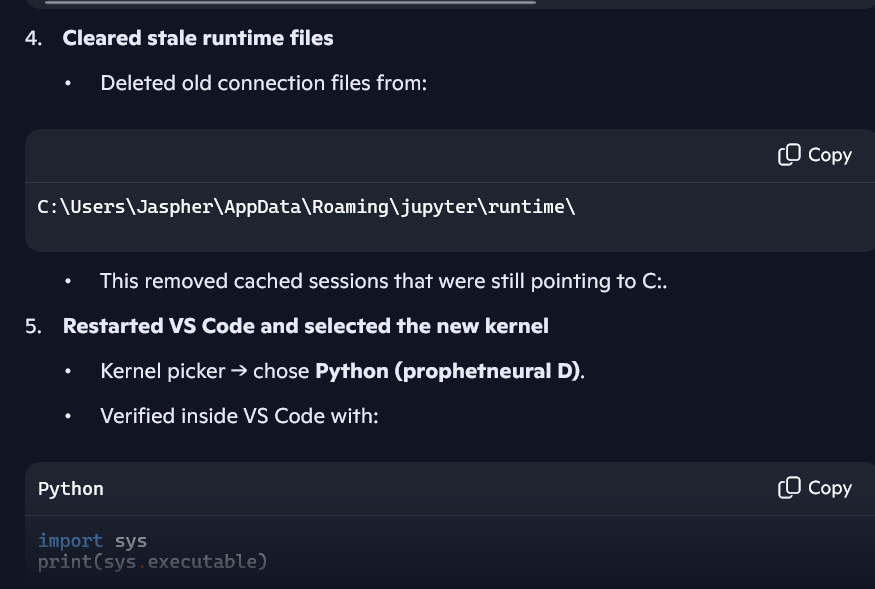 4. Cleared stale runtime files
• Deleted old connection files from:
Copy
C:\Users\Jaspher\AppData\Roaming\jupyter\runtime\
• This removed cached sessions that were still pointing to C:.
5. Restarted VS Code and selected the new kernel
• Kernel picker → chose Python (prophetneural D).
• Verified inside VS Code with:
Python Copy
import sys
print(sys.executable)